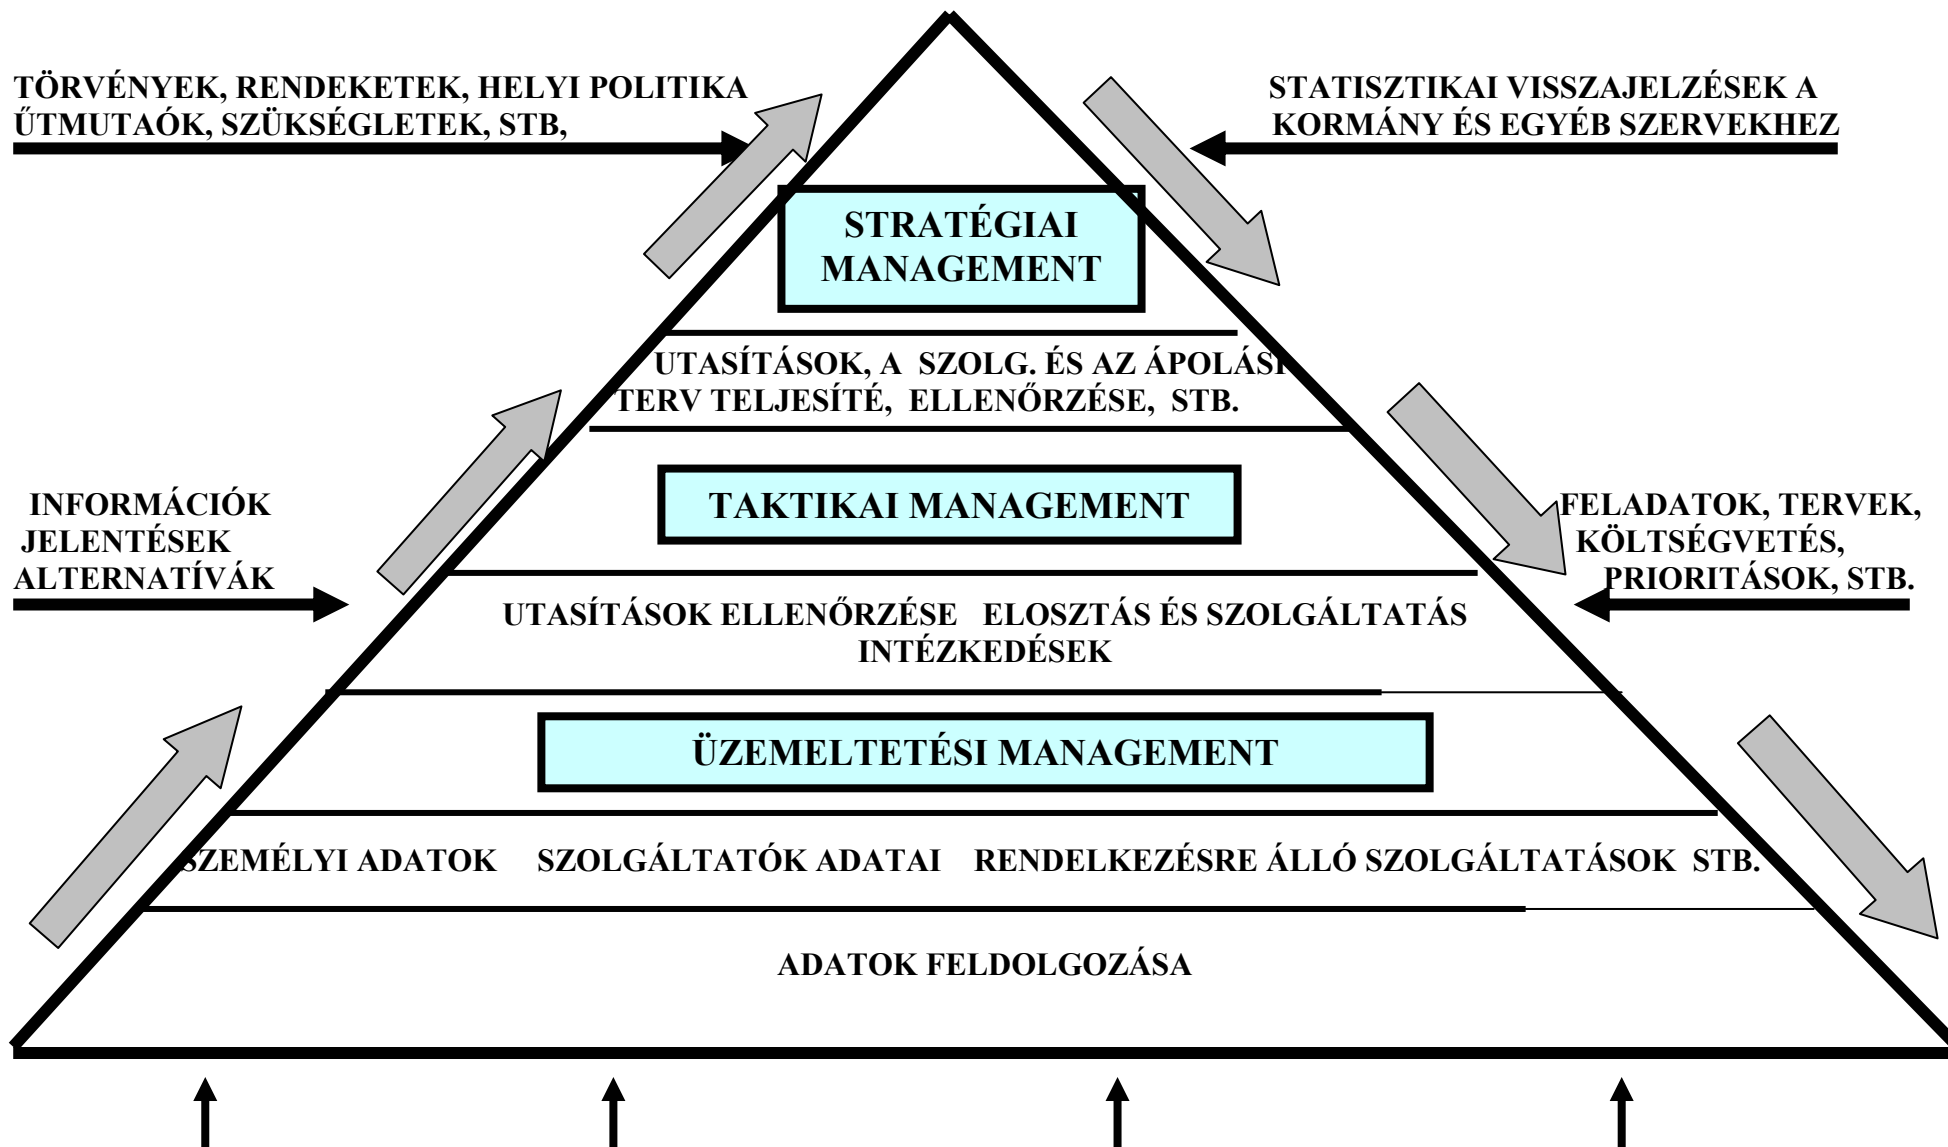 TÖRVÉNYEK, RENDEKETEK, HELYI POLITIKA
ŰTMUTAÓK, SZÜKSÉGLETEK, STB,
STATISZTIKAI VISSZAJELZÉSEK A
KORMÁNY ÉS EGYÉB SZERVEKHEZ
STRATÉGIAI
MANAGEMENT
UTASÍTÁSOK, A SZOLG. ÉS AZ ÁPOLÁSI
TERV TELJESÍTÉ, ELLENŐRZÉSE, STB.
INFORMÁCIÓK
JELENTÉSEK
ALTERNATÍVÁK
TAKTIKAI MANAGEMENT
FELADATOK, TERVEK,
KÖLTSÉGVETÉS,
PRIORITÁSOK, STB.
UTASÍTÁSOK ELLENŐRZÉSE ELOSZTÁS ÉS SZOLGÁLTATÁS
INTÉZKEDÉSEK
ÜZEMELTETÉSI MANAGEMENT
SZEMÉLYI ADATOK SZOLGÁLTATÓK ADATAI RENDELKEZÉSRE ÁLLÓ SZOLGÁLTATÁSOK STB.
ADATOK FELDOLGOZÁSA